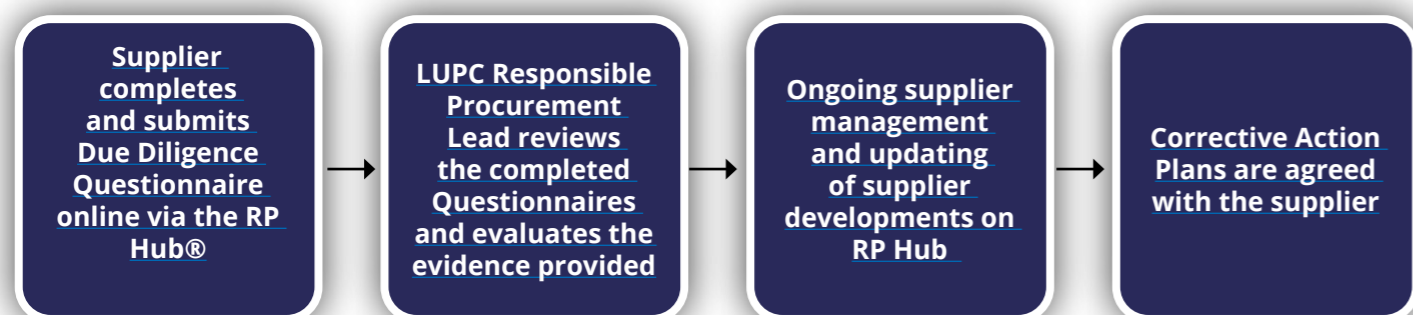 Supplier
completes
and submits
Due Diligence
Questionnaire
online via the RP
Hub®
LUPC Responsible
Procurement
Lead reviews
the completed
Questionnaires
and evaluates the
evidence provided
Ongoing supplier
management
and updating
of supplier
developments on
RP Hub
Corrective Action
Plans are agreed
with the supplier